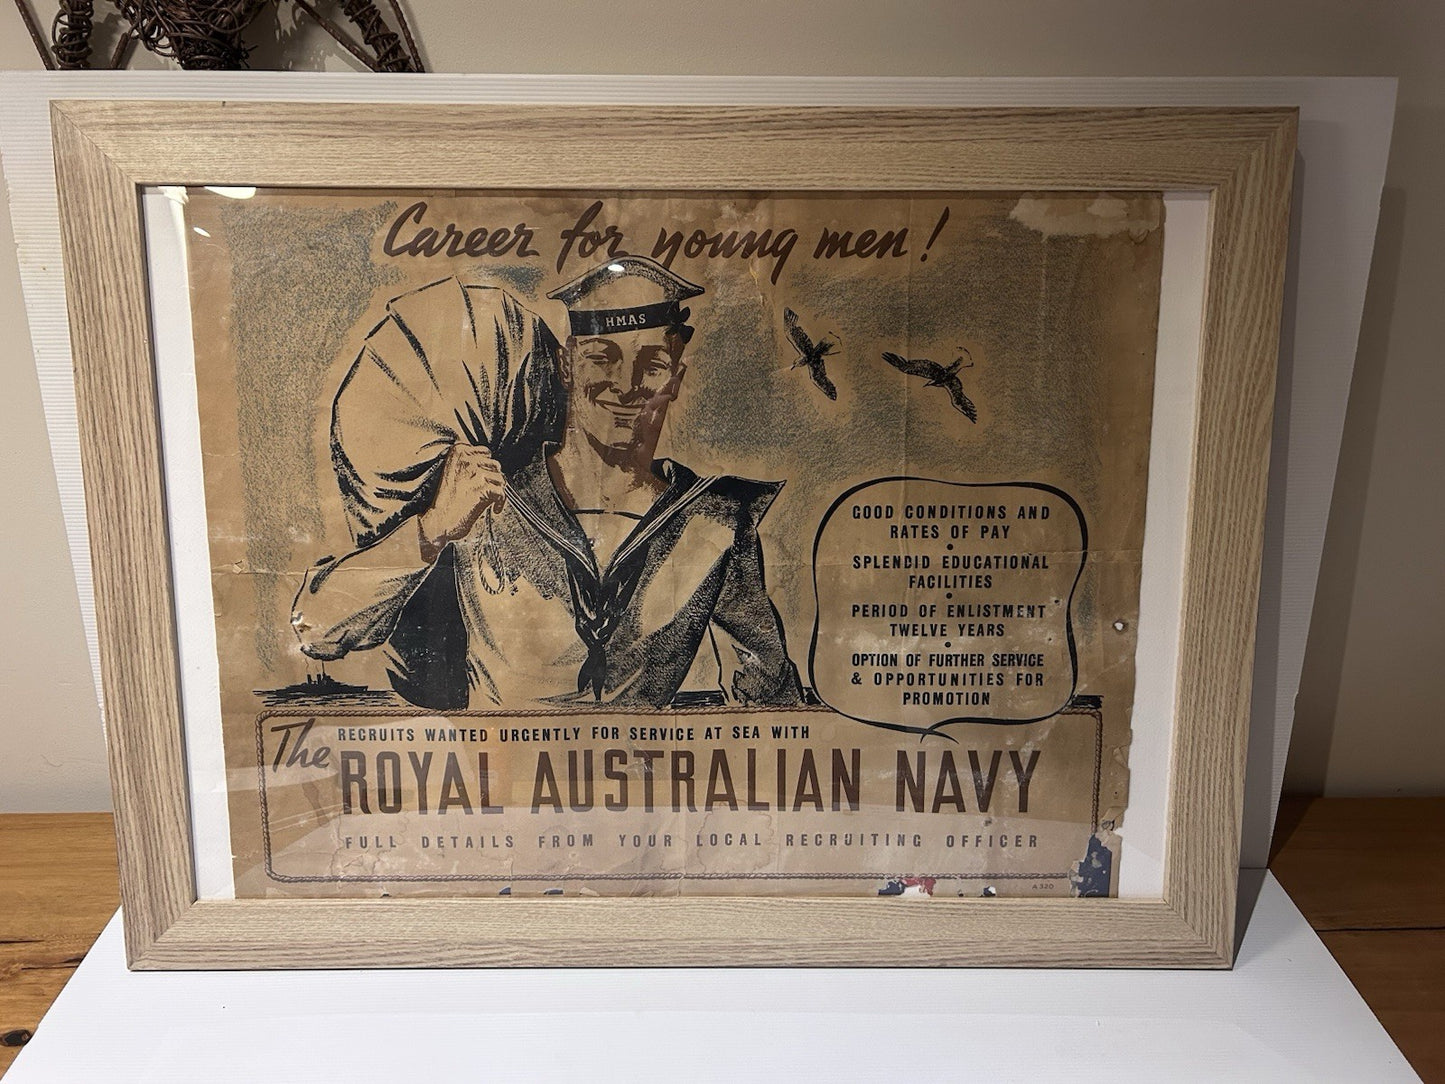 Career for young men!
HMAS
GOOD CONDITIONS AND
RATES OF PAY
•
SPLENDID EDUCATIONAL
FACILITIES
•
PERIOD OF ENLISTMENT
TWELVE YEARS
•
OPTION OF FURTHER SERVICE
& OPPORTUNITIES FOR
PROMOTION
RECRUITS WANTED URGENTLY FOR SERVICE AT SEA WITH
The ROYAL AUSTRALIAN NAVY
FULL DETAILS FROM YOUR LOCAL RECRUITING OFFICER
A 320